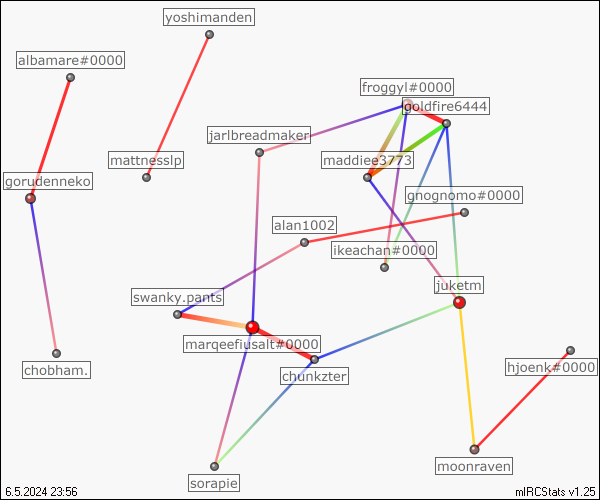 yoshimanden
albamare#0000
froggyl#0000
goldfire6444
jarlbreadmaker
mattnesslp
maddiee3773
gorudenneko
gnognomo#0000
alan1002
ikeachan#0000
juketm
swanky.pants
marqeefiusalt#0000
hjoenk#0000
chobham.
chunkzter
moonraven
sorapie
6.5.2024 23:56
mIRCStats v1.25